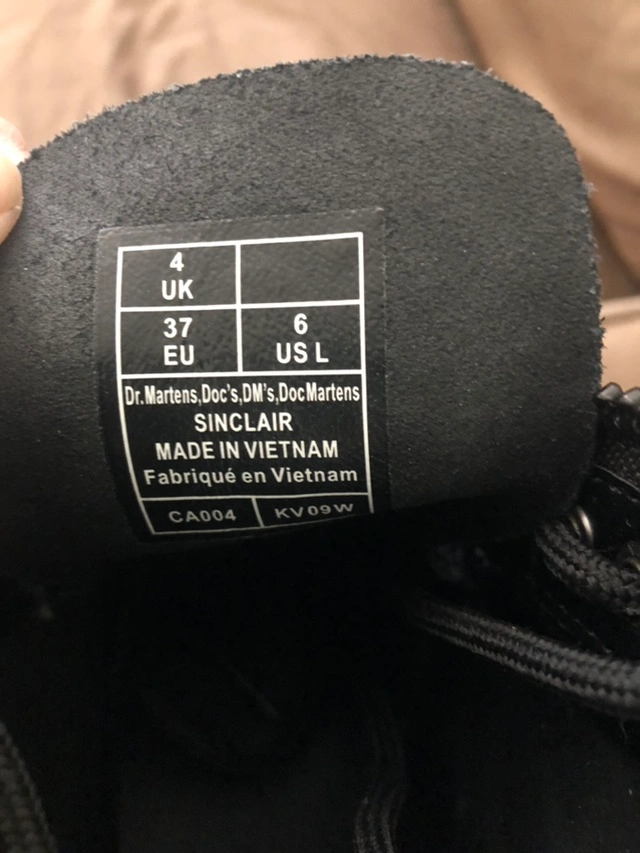 4
UK
37
EU
6
US L
Dr.Martens,Doc's,DM's,DocMartens
SINCLAIR
MADE IN VIETNAM
Fabriqué en Vietnam
CA004
KV09W